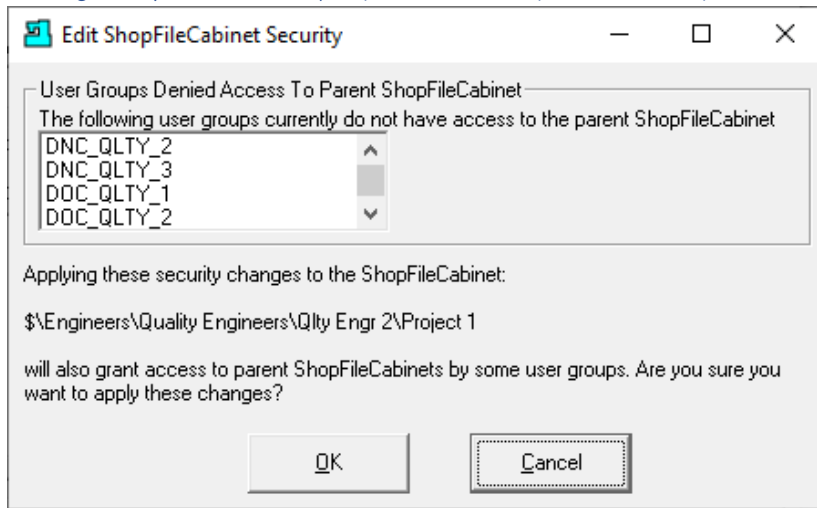 Edit ShopFileCabinet Security
User Groups Denied Access To Parent ShopFileCabinet
The following user groups currently do not have access to the parent ShopFileCabinet
DNC_QLTY_2
DNC_QLTY_3
DOC_QLTY_1
DOC_QLTY_2
Applying these security changes to the ShopFileCabinet:
$\Engineers\Quality Engineers\Qlty Engr 2\Project 1
will also grant access to parent ShopFileCabinets by some user groups. Are you sure you
want to apply these changes?
OK
Cancel